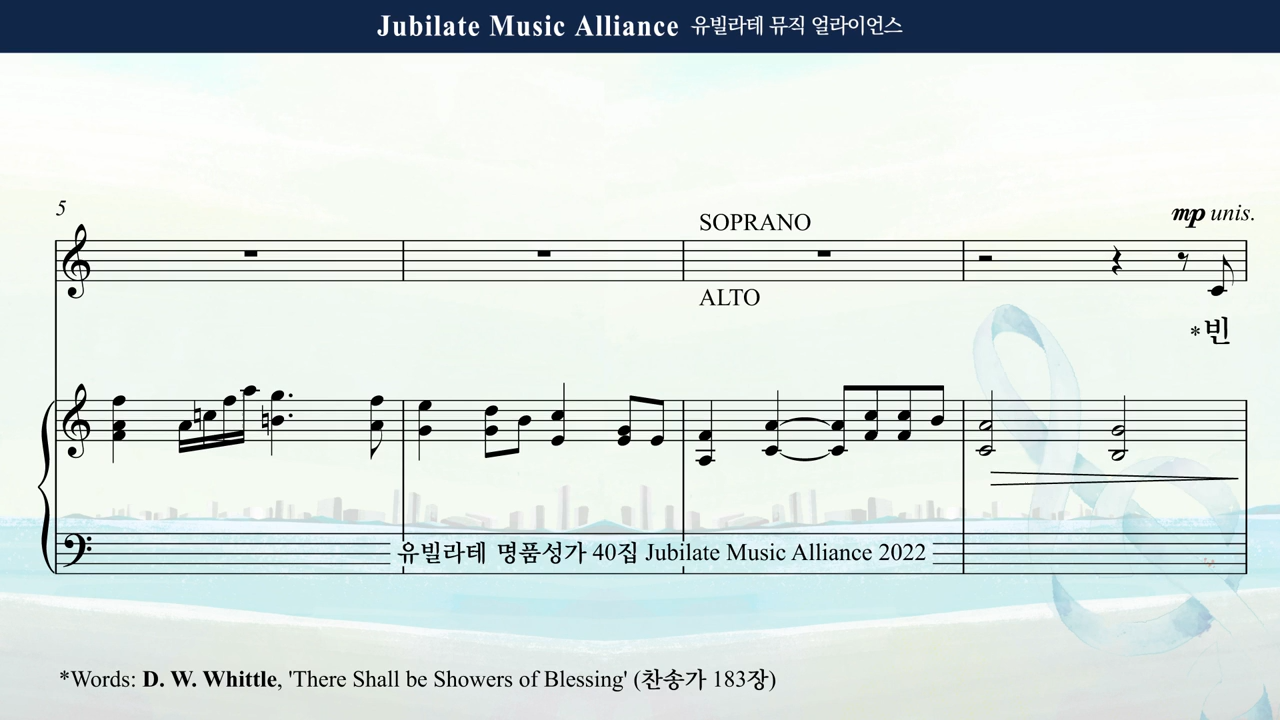 Jubilate Music Alliance 유빌라테 뮤직 얼라이언스
5
SOPRANO
mp unis.
ALTO
*빈
유빌라테 명품성가 40집 Jubilate Music Alliance 2022
*Words: D. W. Whittle, 'There Shall be Showers of Blessing' (찬송가 183장)